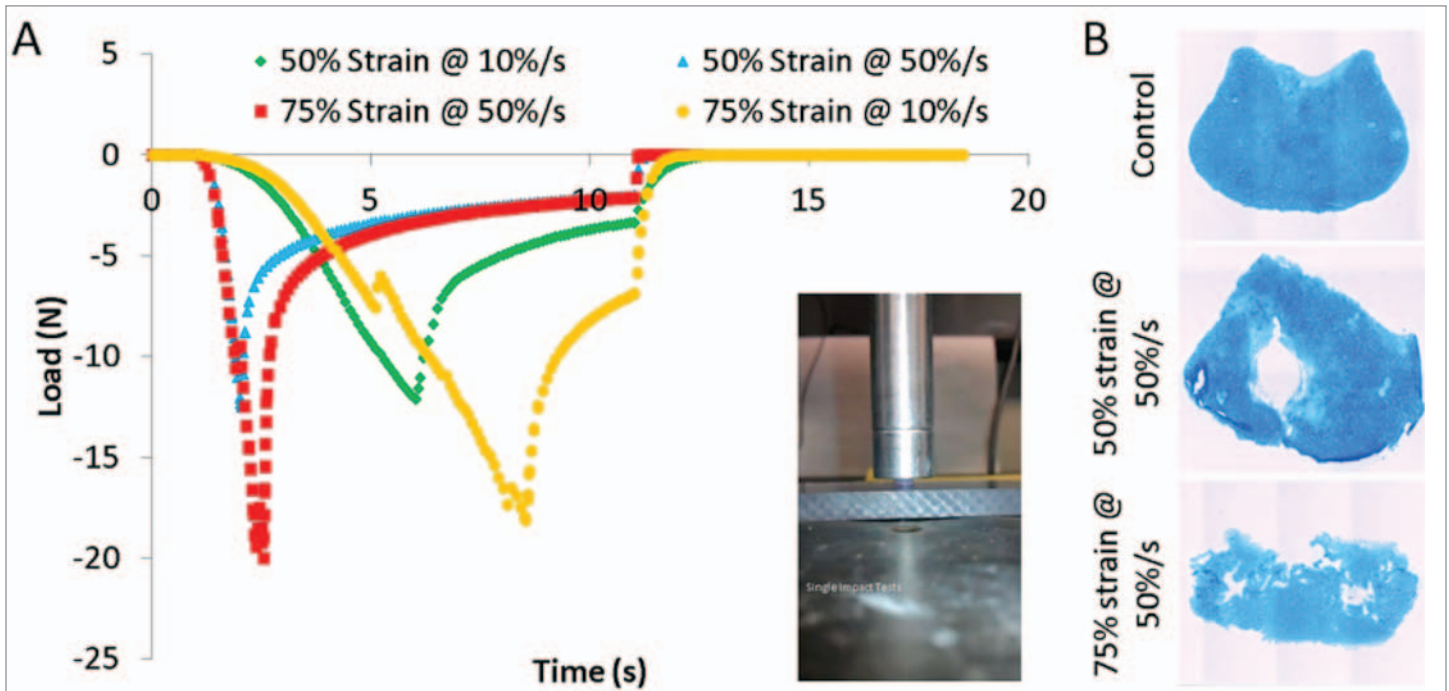 A
50% Strain @ 10%/s
50% Strain @ 50%/s
75% Strain @ 50%/s
75% Strain @ 10%/s
5
0
-5
-10
-15
-20
-25
0
5
10
15
20
Load (N)
Time (s)
Single Impact Tests
B
Control
50% strain @
50%/s
75% strain @
50%/s